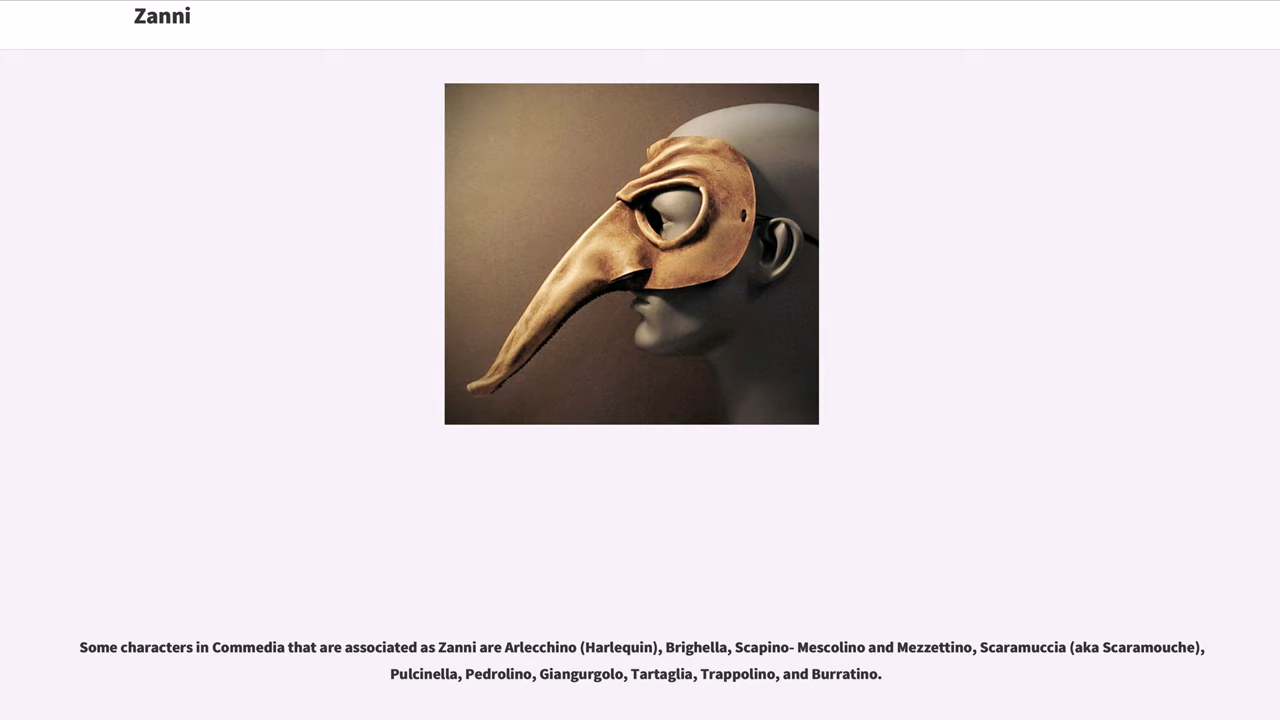 Zanni
Some characters in Commedia that are associated as Zanni are Arlecchino (Harlequin), Brighella, Scapino- Mescolino and Mezzettino, Scaramuccia (aka Scaramouche),
Pulcinella, Pedrolino, Giangurgolo, Tartaglia, Trappolino, and Burratino.